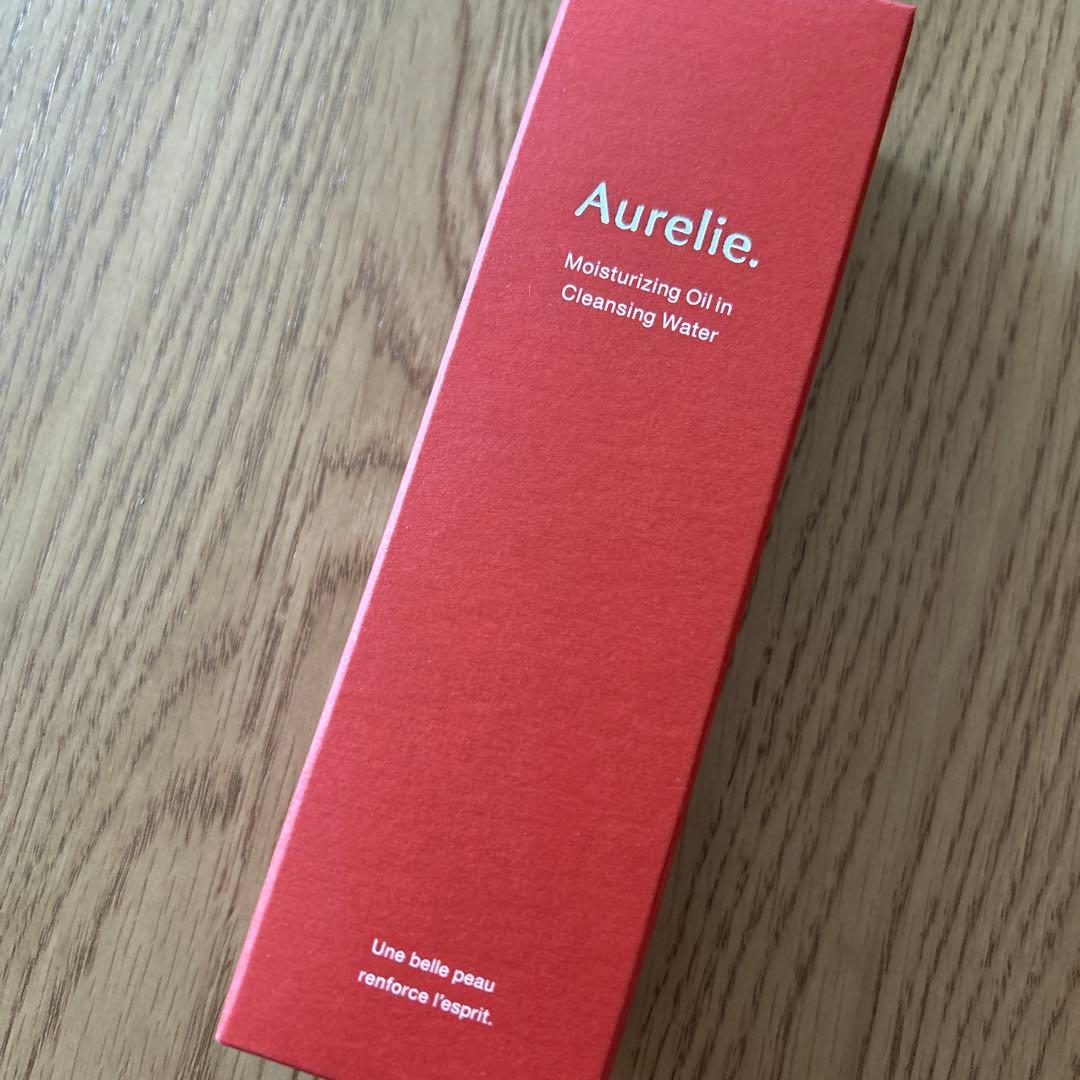 Aurelie.
Moisturizing Oil in
Cleansing Water
Une belle peau
renforce l'esprit.